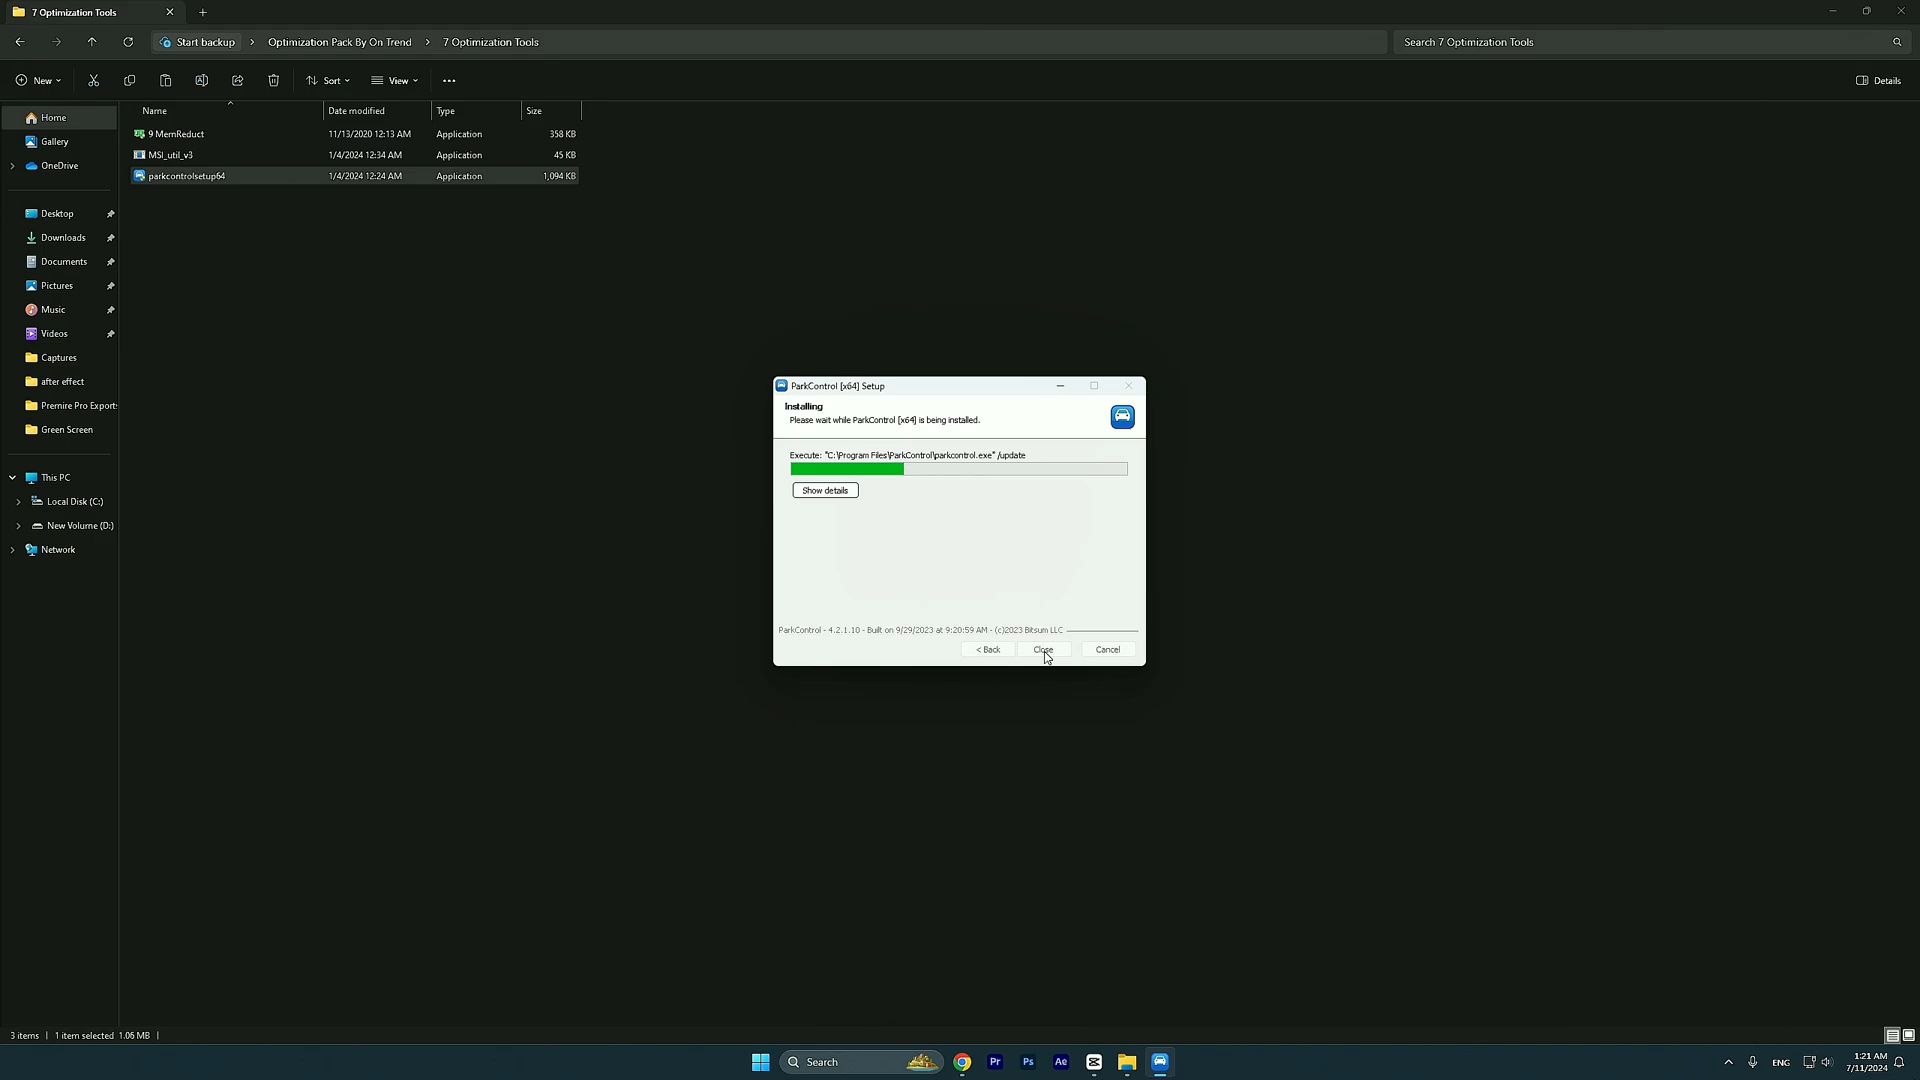 7 Optimization Tools
Start backup > Optimization Pack By On Trend > 7 Optimization Tools
Search 7 Optimization Tools
New
Sort
View
Details
Name Date modified Type Size
9 MemReduct 11/13/2020 12:13 AM Application 358 KB
MSI_util_v3 1/4/2024 12:34 AM Application 45 KB
parkcontrolsetup64 1/4/2024 12:24 AM Application 1,094 KB
Home
Gallery
OneDrive
Desktop
Downloads
Documents
Pictures
Music
Videos
Captures
after effect
Premire Pro Exports
Green Screen
This PC
Local Disk (C:)
New Volume (D:)
Network
ParkControl [x64] Setup
Installing
Please wait while ParkControl [x64] is being installed.
Execute: "C:\Program Files\ParkControl\parkcontrol.exe" /update
Show details
ParkControl - 4.2.1.10 - Built on 9/29/2023 at 9:20:59 AM - (c)2023 Bitsum LLC
< Back Close Cancel
3 items | 1 item selected 1.06 MB |
Search
Pr
Ps
Ae
ENG
1:21 AM
7/11/2024